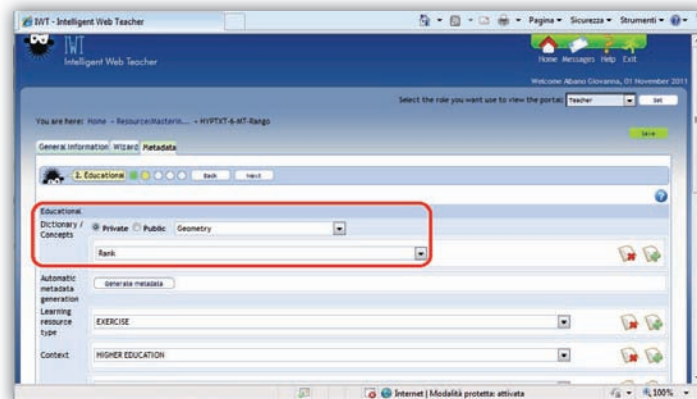 IWT - Intelligent Web Teacher
Pagina Sicurezza Strumenti
IWT
Intelligent Web Teacher
Home Messages Help Exit
Welcome Albano Giovanna, 01 November 2011
Select the role you want use to view the portal: Teacher Set
You are here: Home → Resource:Masterin... → HYPTXT-6-MT-Rango
Save
General Information Wizard Metadata
2. Educational Back Next
Educational
Dictionary / Concepts Private Public Geometry
Rank
Automatic metadata generation Generate metadata
Learning resource type EXERCISE
Context HIGHER EDUCATION
Internet | Modalità protetta: attivata 100%